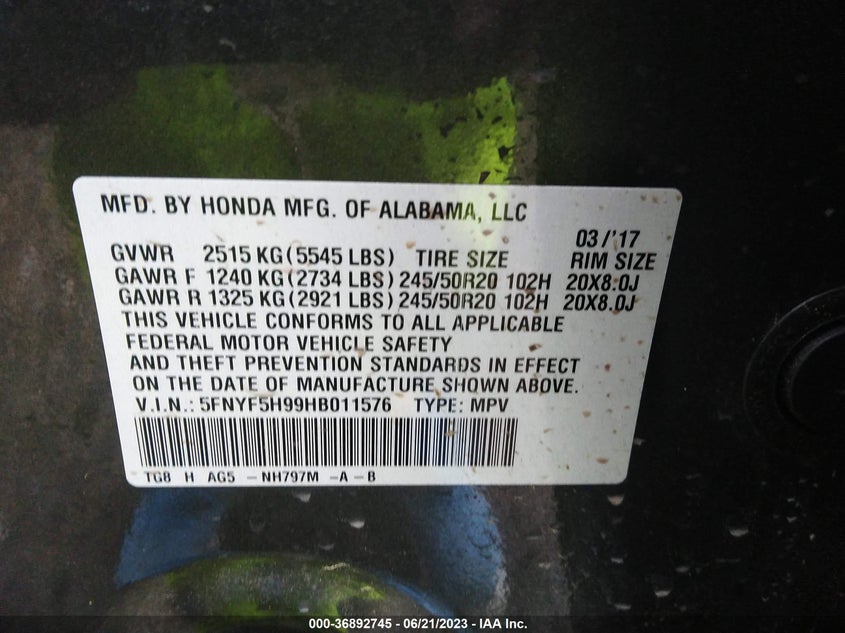 MFD. BY HONDA MFG. OF ALABAMA, LLC
03/'17
GVWR 2515 KG (5545 LBS) TIRE SIZE RIM SIZE
GAWR F 1240 KG (2734 LBS) 245/50R20 102H 20X8.0J
GAWR R 1325 KG (2921 LBS) 245/50R20 102H 20X8.0J
THIS VEHICLE CONFORMS TO ALL APPLICABLE
FEDERAL MOTOR VEHICLE SAFETY
AND THEFT PREVENTION STANDARDS IN EFFECT
ON THE DATE OF MANUFACTURE SHOWN ABOVE.
V.I.N.: 5FNYF5H99HB011576 TYPE: MPV
TG8 H AG5 -NH797M -A-B
000-36892745 - 06/21/2023 - IAA Inc.